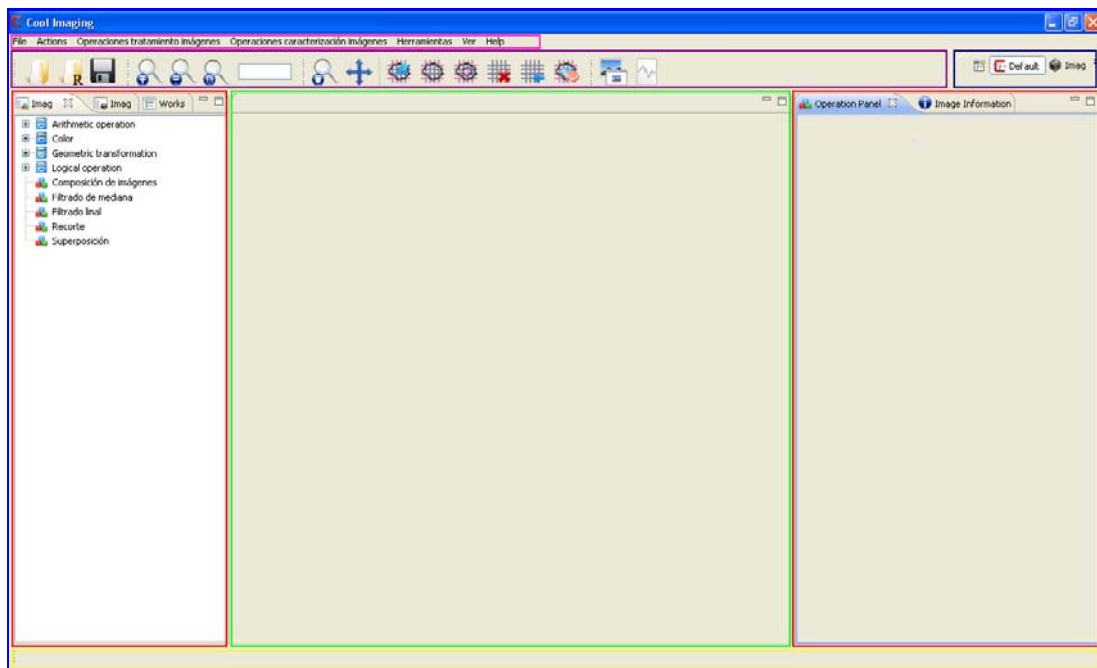 Cool Imaging
File Actions Operaciones tratamiento imágenes Operaciones caracterización imágenes Herramientas Ver Help
R
Default Imag
Imag Imag Works
Operation Panel Image Information
Arithmetic operation
Color
Geometric transformation
Logical operation
Composición de imágenes
Filtrado de mediana
Filtrado linal
Recorte
Superposición